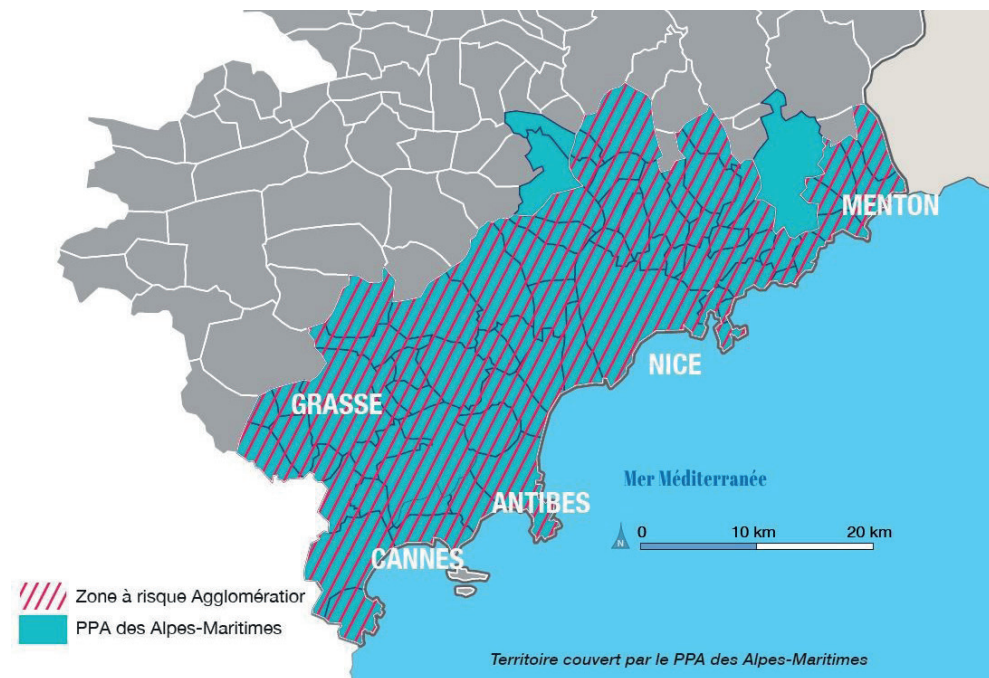 MENTON
NICE
GRASSE
Mer Méditerranée
ANTIBES
N
0 10 km 20 km
CANNES
Zone à risque Agglomératior
PPA des Alpes-Maritimes
Territoire couvert par le PPA des Alpes-Maritimes